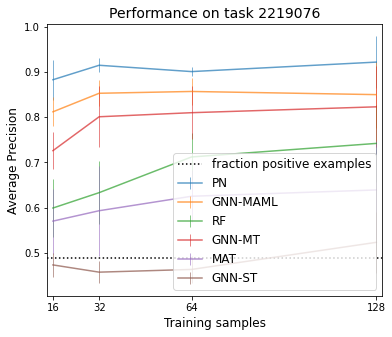 Performance on task 2219076
1.0
0.9
0.8
0.7
0.6
0.5
Average Precision
fraction positive examples
PN
GNN-MAML
RF
GNN-MT
MAT
GNN-ST
16 32 64 128
Training samples